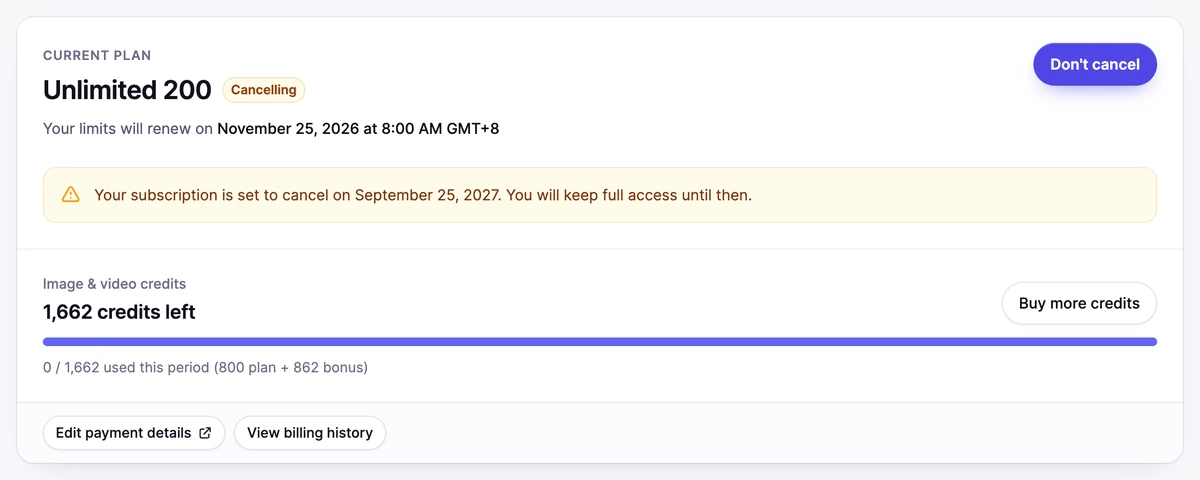 CURRENT PLAN
Unlimited 200
Cancelling
Don't cancel
Your limits will renew on November 25, 2026 at 8:00 AM GMT+8
Your subscription is set to cancel on September 25, 2027. You will keep full access until then.
Image & video credits
1,662 credits left
Buy more credits
0 / 1,662 used this period (800 plan + 862 bonus)
Edit payment details
View billing history